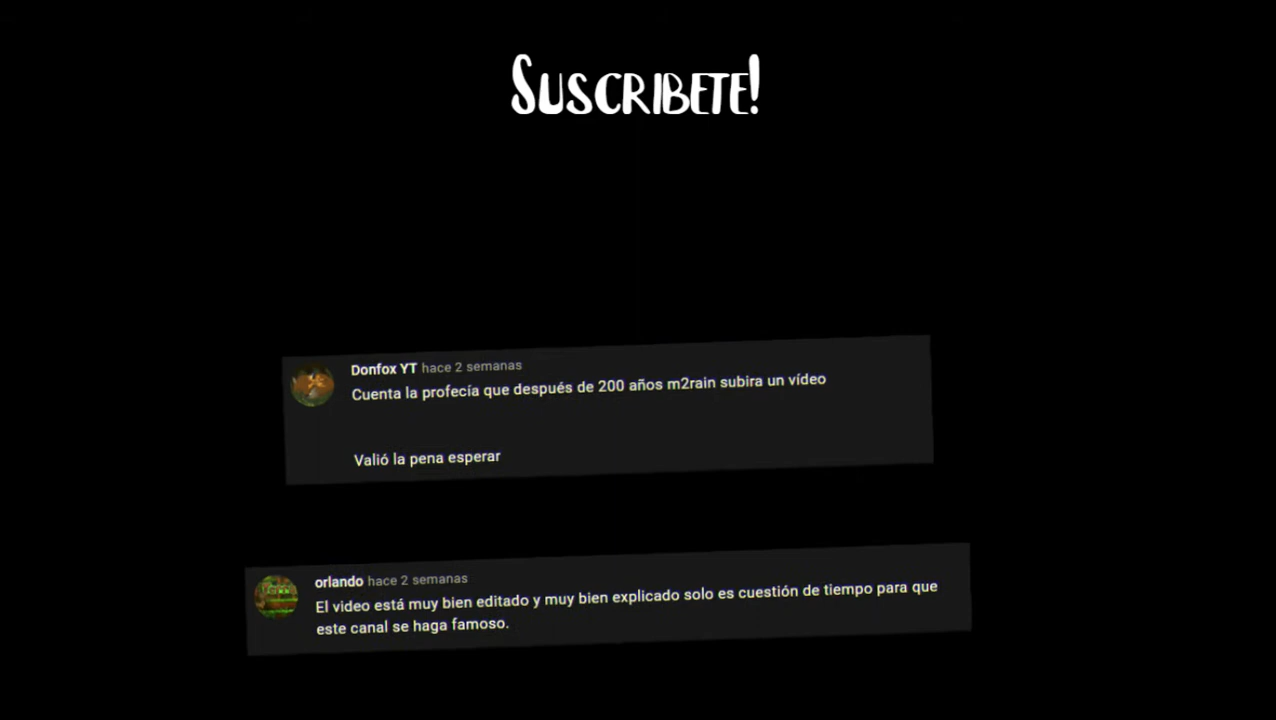 SUSCRIBETE!
Donfox YT hace 2 semanas
Cuenta la profecía que después de 200 años m2rain subira un vídeo
Valió la pena esperar
orlando hace 2 semanas
El video está muy bien editado y muy bien explicado solo es cuestión de tiempo para que
este canal se haga famoso.